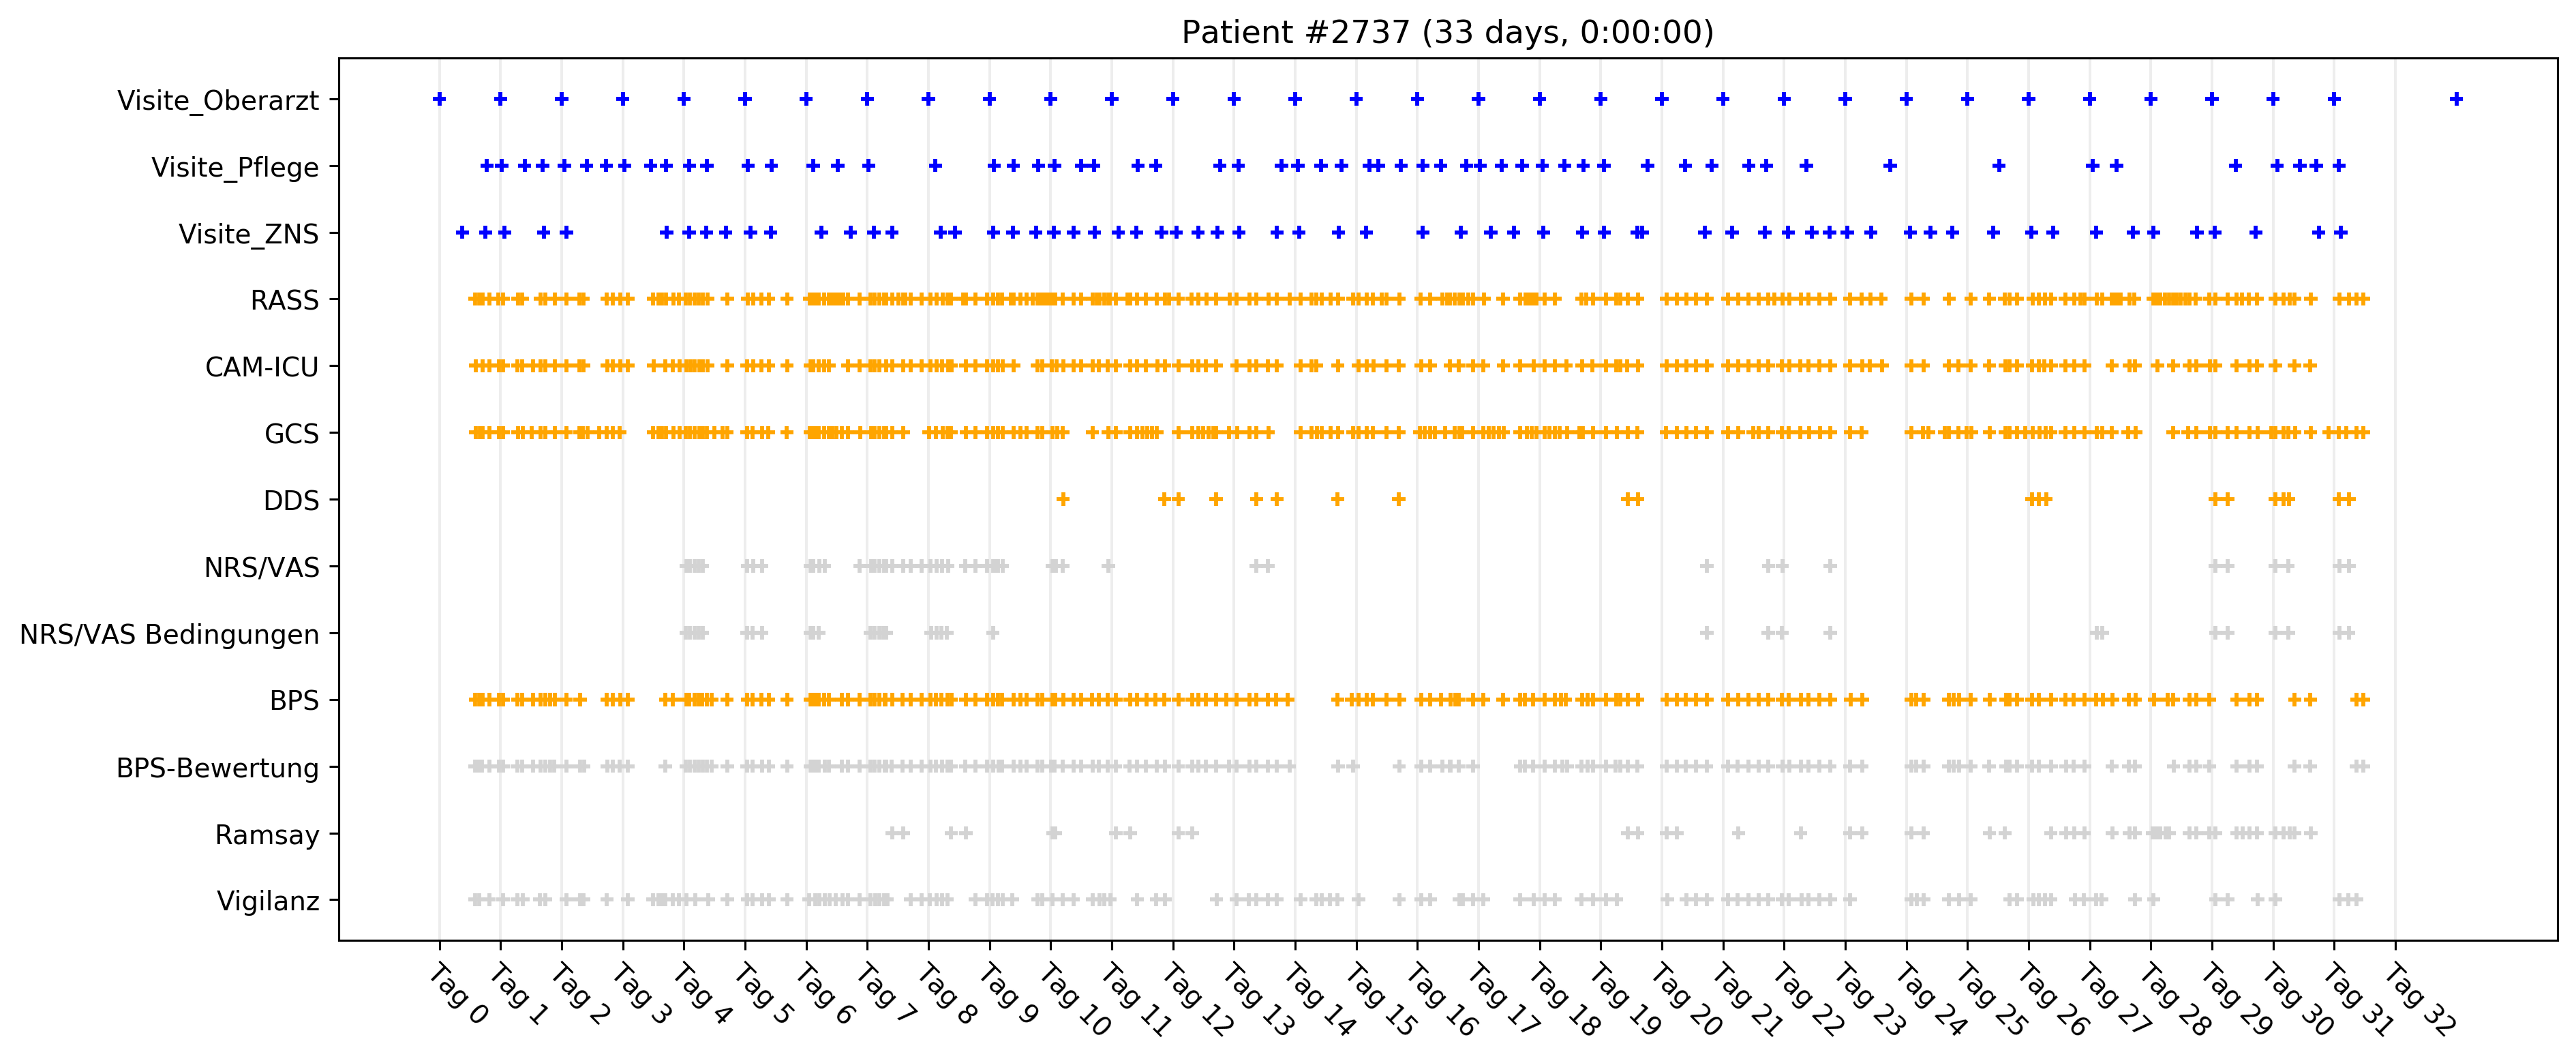 Patient #2737 (33 days, 0:00:00)
Visite_Oberarzt
Visite_Pflege
Visite_ZNS
RASS
CAM-ICU
GCS
DDS
NRS/VAS
NRS/VAS Bedingungen
BPS
BPS-Bewertung
Ramsay
Vigilanz
Tag 0
Tag 1
Tag 2
Tag 3
Tag 4
Tag 5
Tag 6
Tag 7
Tag 8
Tag 9
Tag 10
Tag 11
Tag 12
Tag 13
Tag 14
Tag 15
Tag 16
Tag 17
Tag 18
Tag 19
Tag 20
Tag 21
Tag 22
Tag 23
Tag 24
Tag 25
Tag 26
Tag 27
Tag 28
Tag 29
Tag 30
Tag 31
Tag 32